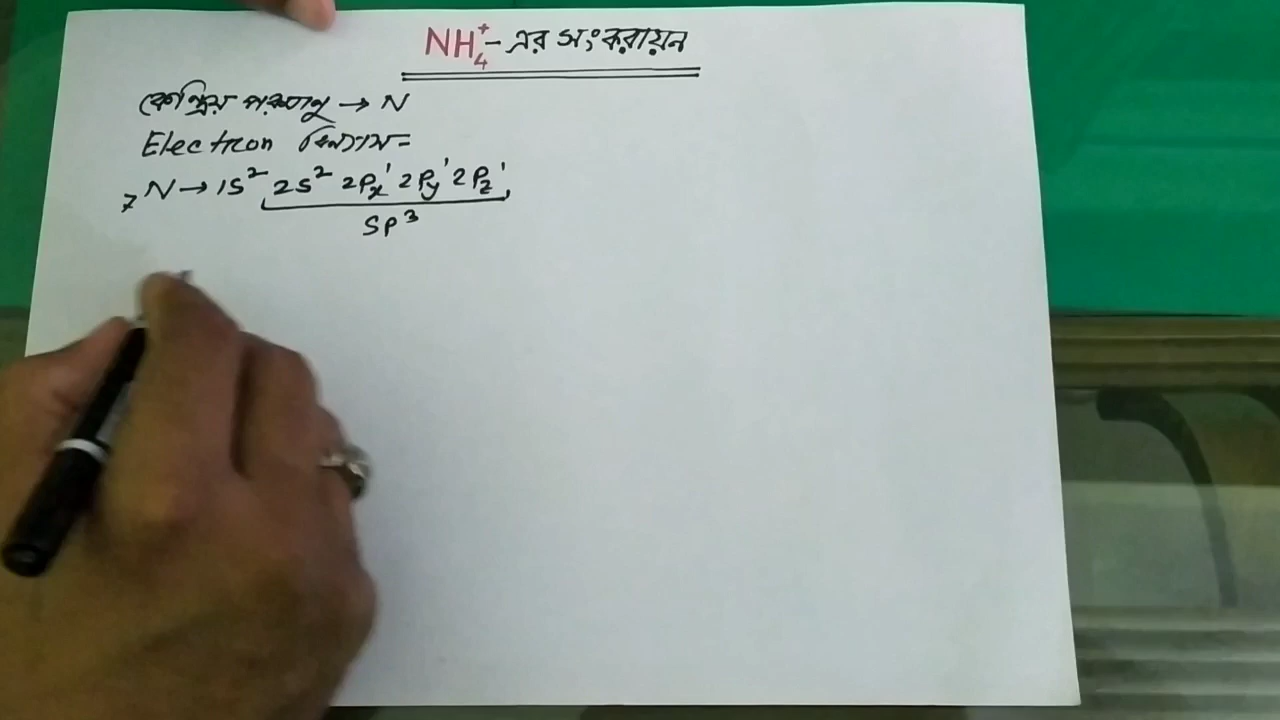 NH₄⁺-এর সংকরায়ন
কেন্দ্রিয় পরমাণু → N
Electron বিন্যাস=
₇N → 1S² 2S² 2Pₓ¹ 2Py¹ 2Pz¹
SP³